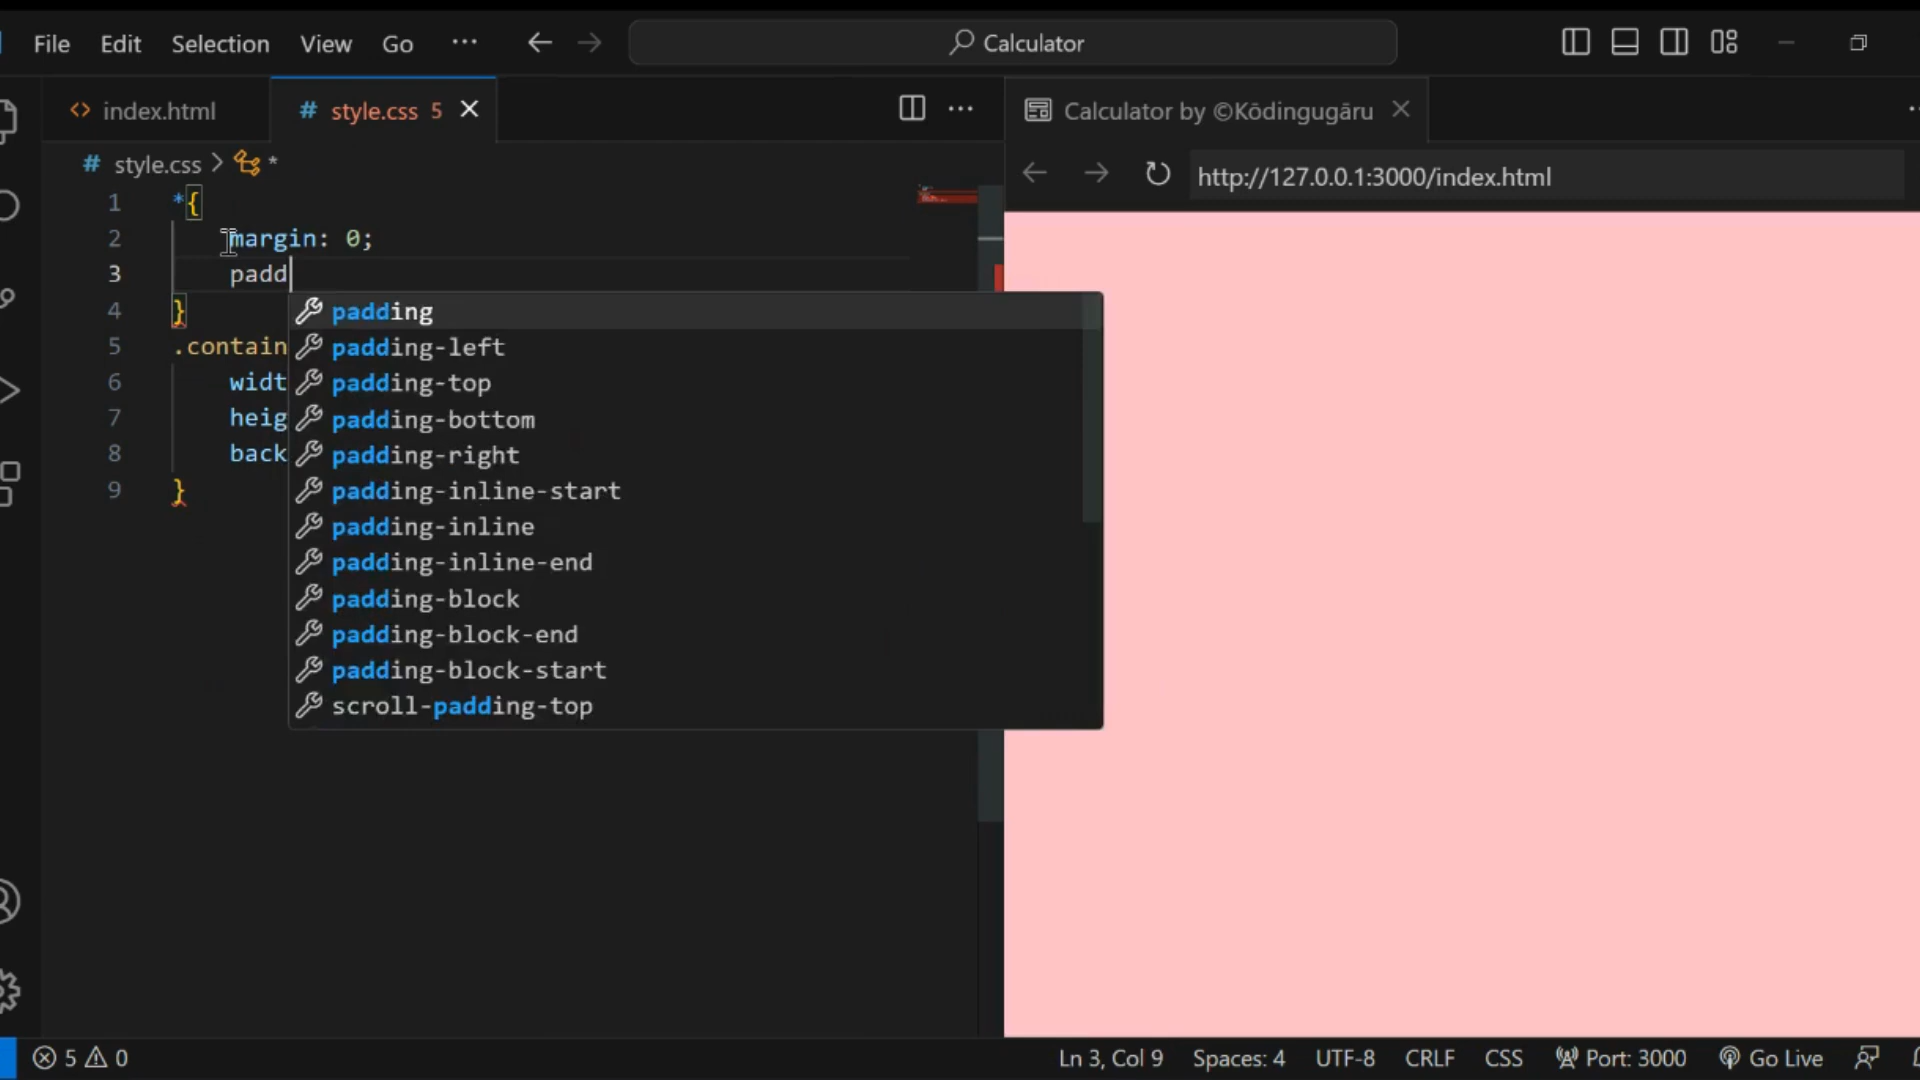 File Edit Selection View Go ··· Calculator
index.html # style.css 5
Calculator by ©Kōdingugāru
# style.css > *
http://127.0.0.1:3000/index.html
1 *{
2 margin: 0;
3 padd
4 }
5 .contain
6 widt
7 heig
8 back
9 }
padding
padding-left
padding-top
padding-bottom
padding-right
padding-inline-start
padding-inline
padding-inline-end
padding-block
padding-block-end
padding-block-start
scroll-padding-top
5 0 Ln 3, Col 9 Spaces: 4 UTF-8 CRLF CSS Port: 3000 Go Live